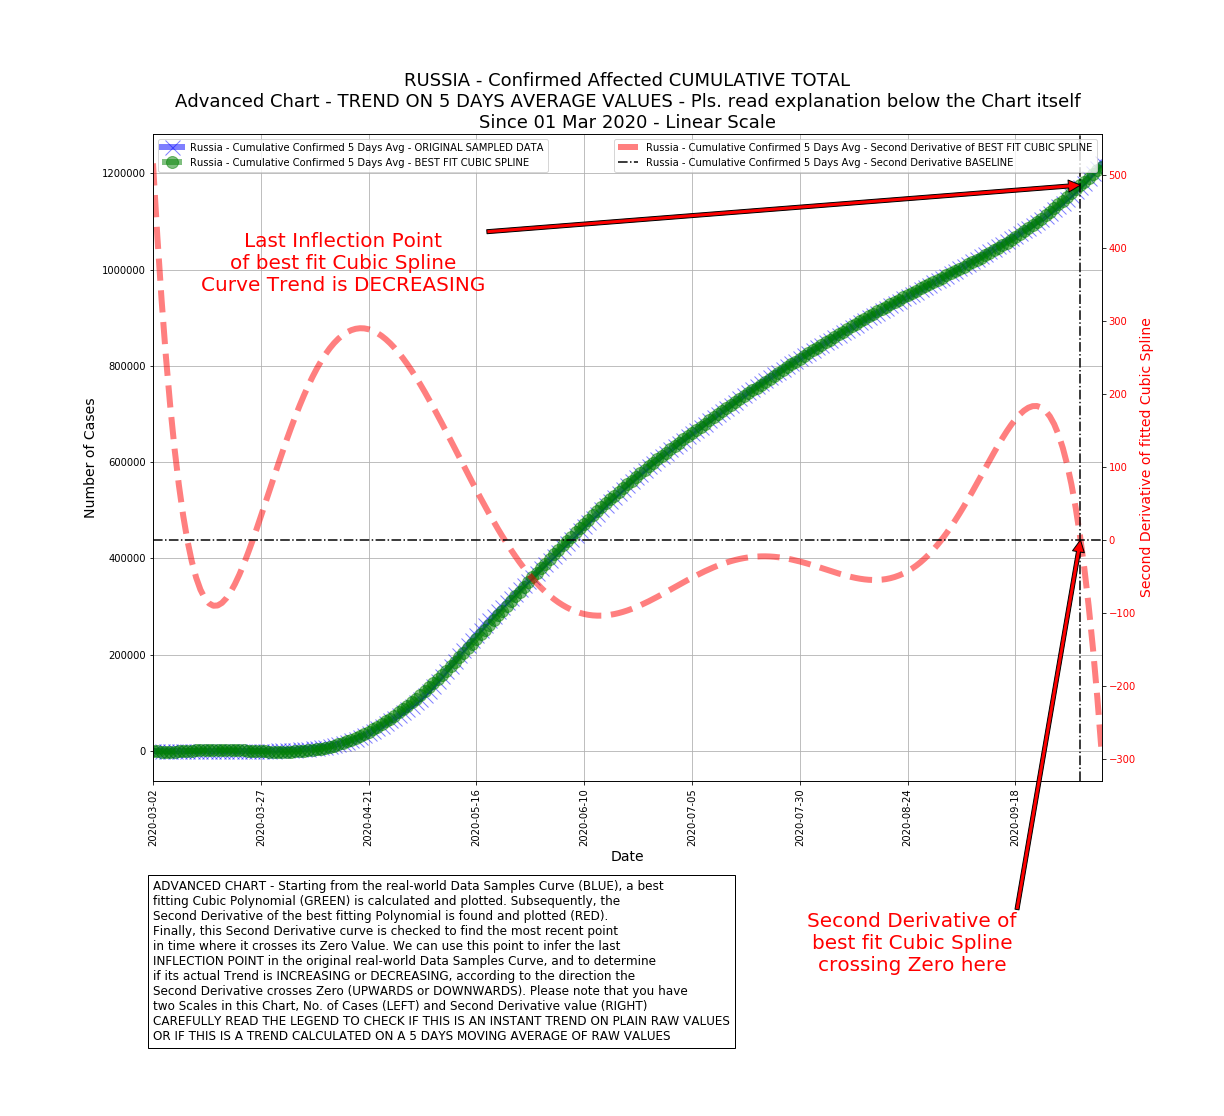 RUSSIA - Confirmed Affected CUMULATIVE TOTAL
Advanced Chart - TREND ON 5 DAYS AVERAGE VALUES - Pls. read explanation below the Chart itself
Since 01 Mar 2020 - Linear Scale
Russia - Cumulative Confirmed 5 Days Avg - ORIGINAL SAMPLED DATA
Russia - Cumulative Confirmed 5 Days Avg - BEST FIT CUBIC SPLINE
Russia - Cumulative Confirmed 5 Days Avg - Second Derivative of BEST FIT CUBIC SPLINE
Russia - Cumulative Confirmed 5 Days Avg - Second Derivative BASELINE
Last Inflection Point
of best fit Cubic Spline
Curve Trend is DECREASING
Number of Cases
1200000
1000000
800000
600000
400000
200000
0
500
400
300
200
100
0
−100
−200
−300
Second Derivative of fitted Cubic Spline
2020-03-02
2020-03-27
2020-04-21
2020-05-16
2020-06-10
2020-07-05
2020-07-30
2020-08-24
2020-09-18
Date
ADVANCED CHART - Starting from the real-world Data Samples Curve (BLUE), a best
fitting Cubic Polynomial (GREEN) is calculated and plotted. Subsequently, the
Second Derivative of the best fitting Polynomial is found and plotted (RED).
Finally, this Second Derivative curve is checked to find the most recent point
in time where it crosses its Zero Value. We can use this point to infer the last
INFLECTION POINT in the original real-world Data Samples Curve, and to determine
if its actual Trend is INCREASING or DECREASING, according to the direction the
Second Derivative crosses Zero (UPWARDS or DOWNWARDS). Please note that you have
two Scales in this Chart, No. of Cases (LEFT) and Second Derivative value (RIGHT)
CAREFULLY READ THE LEGEND TO CHECK IF THIS IS AN INSTANT TREND ON PLAIN RAW VALUES
OR IF THIS IS A TREND CALCULATED ON A 5 DAYS MOVING AVERAGE OF RAW VALUES
Second Derivative of
best fit Cubic Spline
crossing Zero here